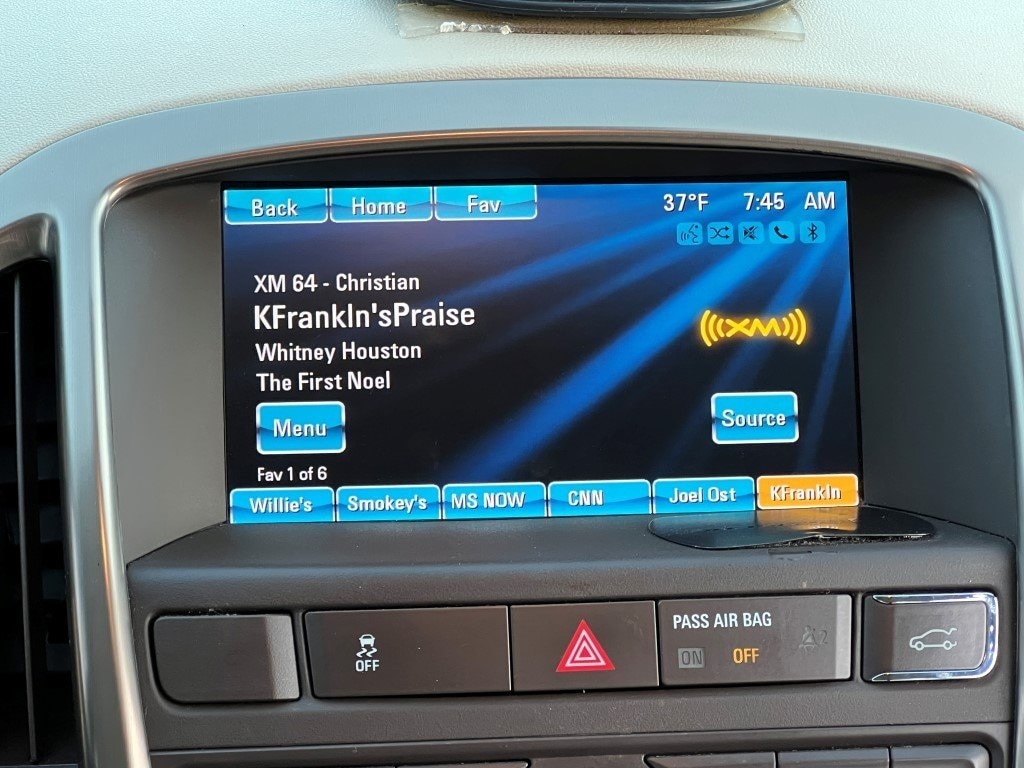 Back Home Fav 37°F 7:45 AM
XM 64 - Christian
KFrankln'sPraise
Whitney Houston
The First Noel
XM
Menu Source
Fav 1 of 6
Willie's Smokey's MS NOW CNN Joel Ost KFrankln
OFF
PASS AIR BAG
ON OFF 2